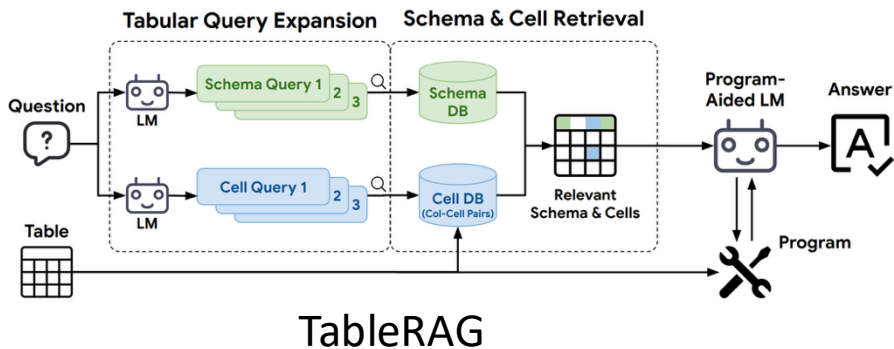 Tabular Query Expansion
Schema & Cell Retrieval
Question
?
LM
Schema Query 1
2
3
Schema
DB
Program-
Aided LM
Answer
A
LM
Cell Query 1
2
3
Cell DB
(Col-Cell Pairs)
Relevant
Schema & Cells
Table
Program
TableRAG